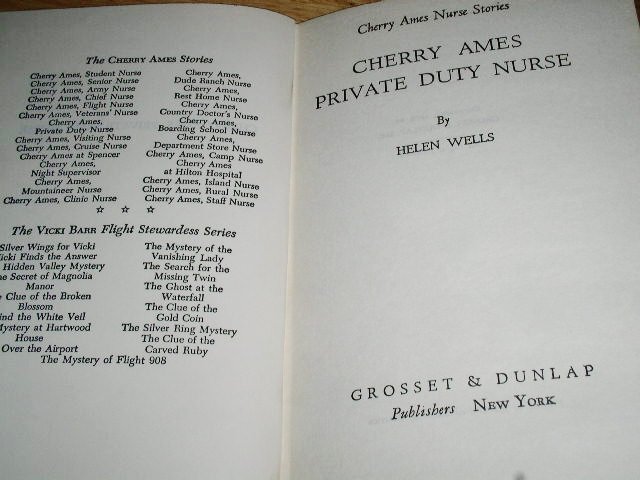 The CHERRY AMES Stories
Cherry Ames, Student Nurse
Cherry Ames, Senior Nurse
Cherry Ames, Army Nurse
Cherry Ames, Chief Nurse
Cherry Ames, Flight Nurse
Cherry Ames, Veterans' Nurse
Cherry Ames,
Private Duty Nurse
Cherry Ames, Visiting Nurse
Cherry Ames, Cruise Nurse
Cherry Ames at Spencer
Cherry Ames,
Night Supervisor
Cherry Ames,
Mountaineer Nurse
Cherry Ames, Clinic Nurse
Cherry Ames,
Dude Ranch Nurse
Cherry Ames,
Rest Home Nurse
Cherry Ames,
Country Doctor's Nurse
Cherry Ames,
Boarding School Nurse
Cherry Ames,
Department Store Nurse
Cherry Ames, Camp Nurse
Cherry Ames
at Hilton Hospital
Cherry Ames, Island Nurse
Cherry Ames, Rural Nurse
Cherry Ames, Staff Nurse
☆ ☆ ☆
The VICKI BARR Flight Stewardess Series
Silver Wings for Vicki
icki Finds the Answer
Hidden Valley Mystery
e Secret of Magnolia
Manor
e Clue of the Broken
Blossom
ind the White Veil
Mystery at Hartwood
House
Over the Airport
The Mystery of the
Vanishing Lady
The Search for the
Missing Twin
The Ghost at the
Waterfall
The Clue of the
Gold Coin
The Silver Ring Mystery
The Clue of the
Carved Ruby
The Mystery of Flight 908
Cherry Ames Nurse Stories
CHERRY AMES
PRIVATE DUTY NURSE
By
HELEN WELLS
GROSSET & DUNLAP
Publishers NEW YORK